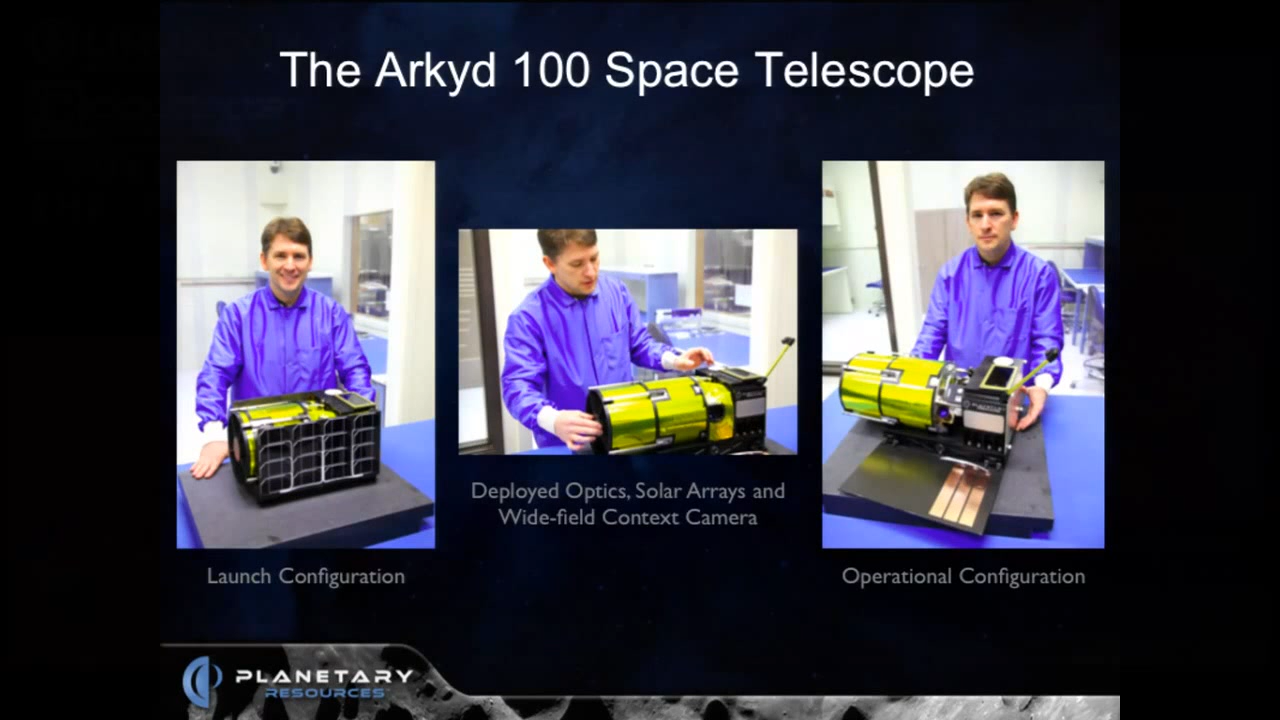 The Arkyd 100 Space Telescope
Deployed Optics, Solar Arrays and
Wide-field Context Camera
Launch Configuration
Operational Configuration
PLANETARY
RESOURCES